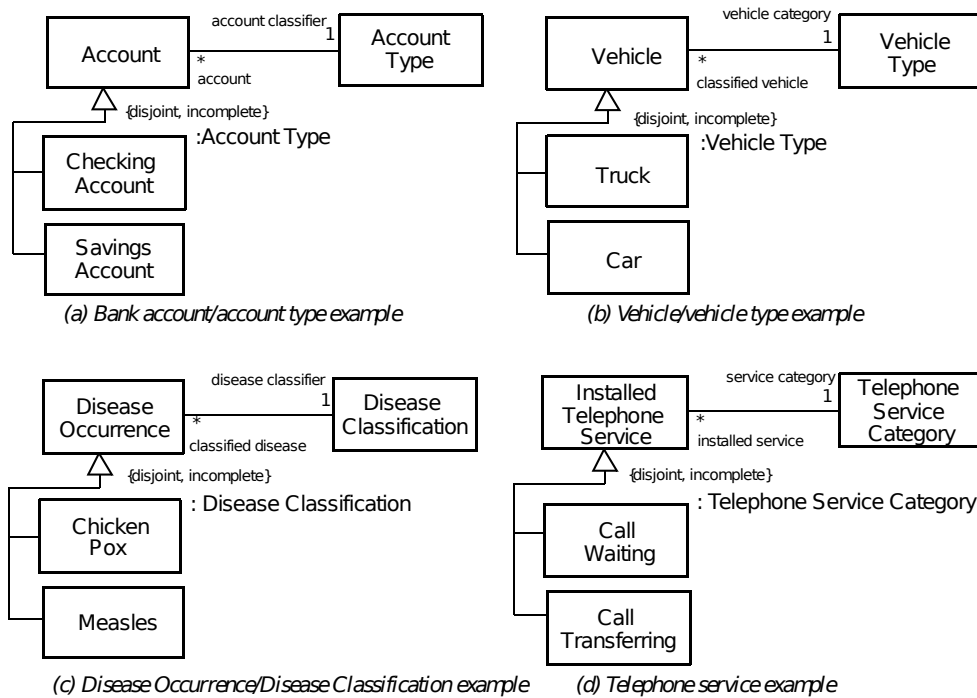 account classifier
Account
1
Account
Type
*
account
{disjoint, incomplete}
:Account Type
Checking
Account
Savings
Account
(a) Bank account/account type example
vehicle category
Vehicle
1
Vehicle
Type
*
classified vehicle
{disjoint, incomplete}
:Vehicle Type
Truck
Car
(b) Vehicle/vehicle type example
disease classifier
Disease
Occurrence
1
Disease
Classification
*
classified disease
{disjoint, incomplete}
: Disease Classification
Chicken
Pox
Measles
(c) Disease Occurrence/Disease Classification example
service category
Installed
Telephone
Service
1
Telephone
Service
Category
*
installed service
{disjoint, incomplete}
: Telephone Service Category
Call
Waiting
Call
Transferring
(d) Telephone service example